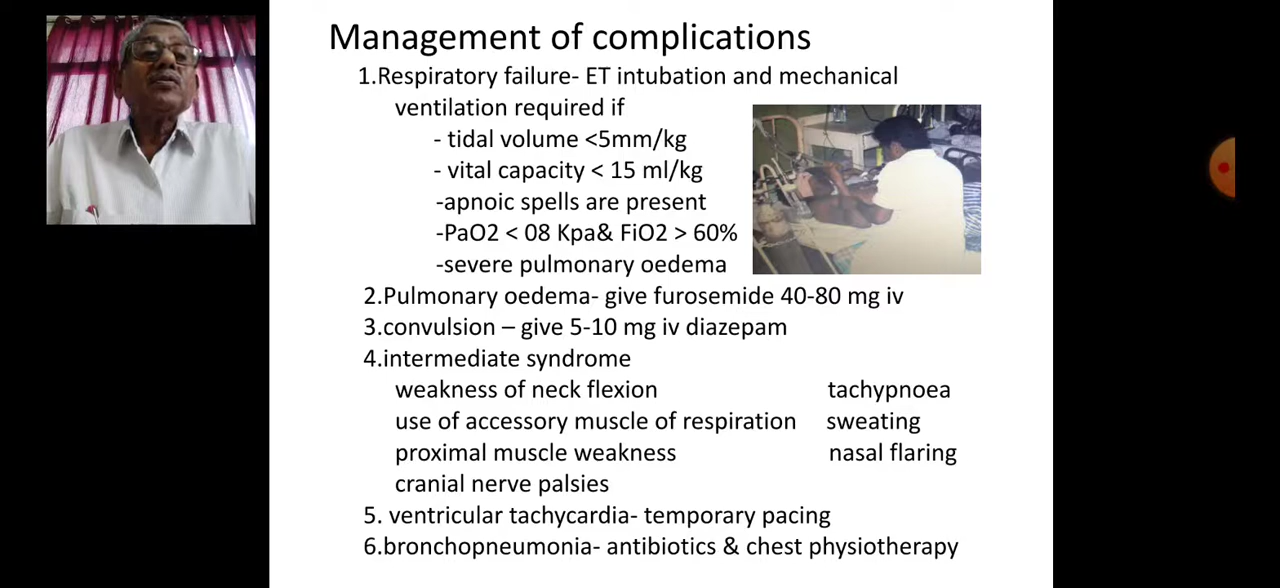 Management of complications
1.Respiratory failure- ET intubation and mechanical
ventilation required if
- tidal volume <5mm/kg
- vital capacity < 15 ml/kg
-apnoic spells are present
-PaO2 < 08 Kpa& FiO2 > 60%
-severe pulmonary oedema
2.Pulmonary oedema- give furosemide 40-80 mg iv
3.convulsion – give 5-10 mg iv diazepam
4.intermediate syndrome
weakness of neck flexion tachypnoea
use of accessory muscle of respiration sweating
proximal muscle weakness nasal flaring
cranial nerve palsies
5. ventricular tachycardia- temporary pacing
6.bronchopneumonia- antibiotics & chest physiotherapy